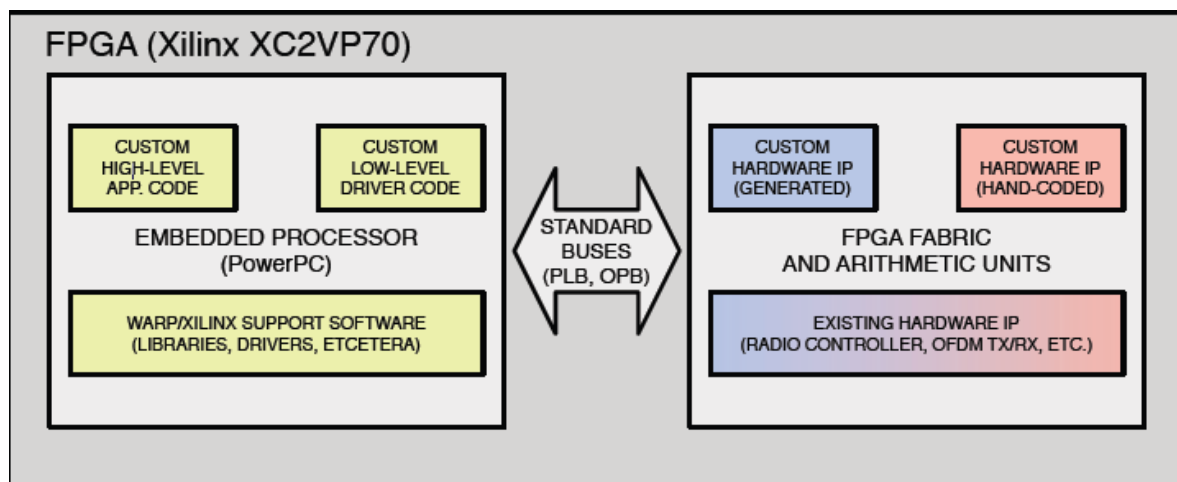 FPGA (Xilinx XC2VP70)
CUSTOM
HIGH-LEVEL
APP. CODE
CUSTOM
LOW-LEVEL
DRIVER CODE
EMBEDDED PROCESSOR
(PowerPC)
WARP/XILINX SUPPORT SOFTWARE
(LIBRARIES, DRIVERS, ETCETERA)
STANDARD
BUSES
(PLB, OPB)
CUSTOM
HARDWARE IP
(GENERATED)
CUSTOM
HARDWARE IP
(HAND-CODED)
FPGA FABRIC
AND ARITHMETIC UNITS
EXISTING HARDWARE IP
(RADIO CONTROLLER, OFDM TX/RX, ETC.)